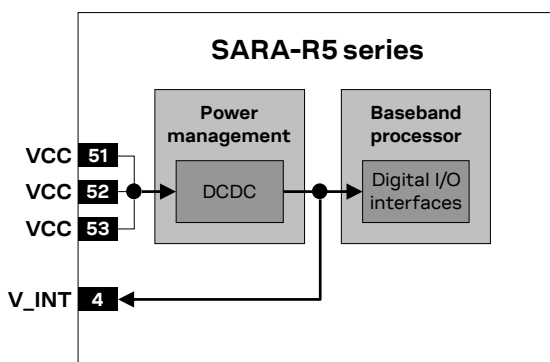 SARA-R5 series
Power
management
Baseband
processor
VCC 51
VCC 52
VCC 53
DCDC
Digital I/O
interfaces
V_INT 4